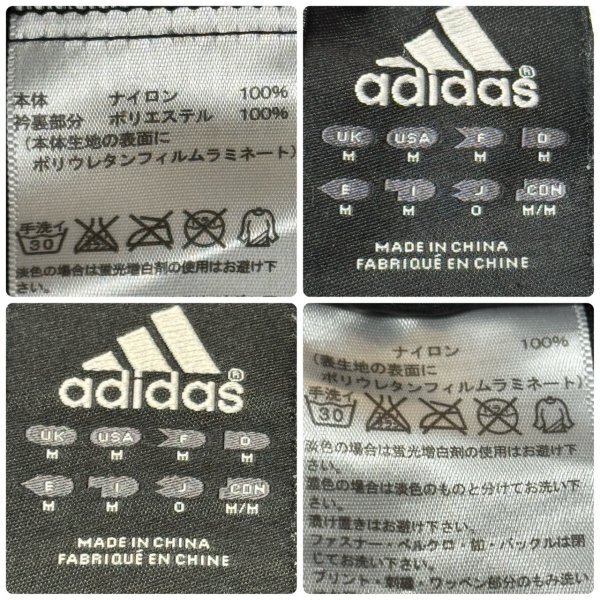 本体 ナイロン 100%
衿裏部分 ポリエステル 100%
(本体生地の表面に
ポリウレタンフィルムラミネート)
手洗イ
30
淡色の場合は蛍光増白剤の使用はお避け下
さい。
adidas®
UK USA F D
M M M M
E I J CDN
M M O M/M
MADE IN CHINA
FABRIQUÉ EN CHINE
adidas®
UK USA F D
M M M M
E I J CDN
M M O M/M
MADE IN CHINA
FABRIQUÉ EN CHINE
ナイロン 100%
(表生地の表面に
ポリウレタンフィルムラミネート)
手洗イ
30
淡色の場合は蛍光増白剤の使用はお避け下
さい。
濃色の場合は淡色のものと分けてお洗い下
さい。
漬け置きはお避け下さい。
ファスナー・ベルクロ・釦・バックルは閉
じてお洗い下さい。
プリント・刺繍・ワッペン部分のもみ洗い